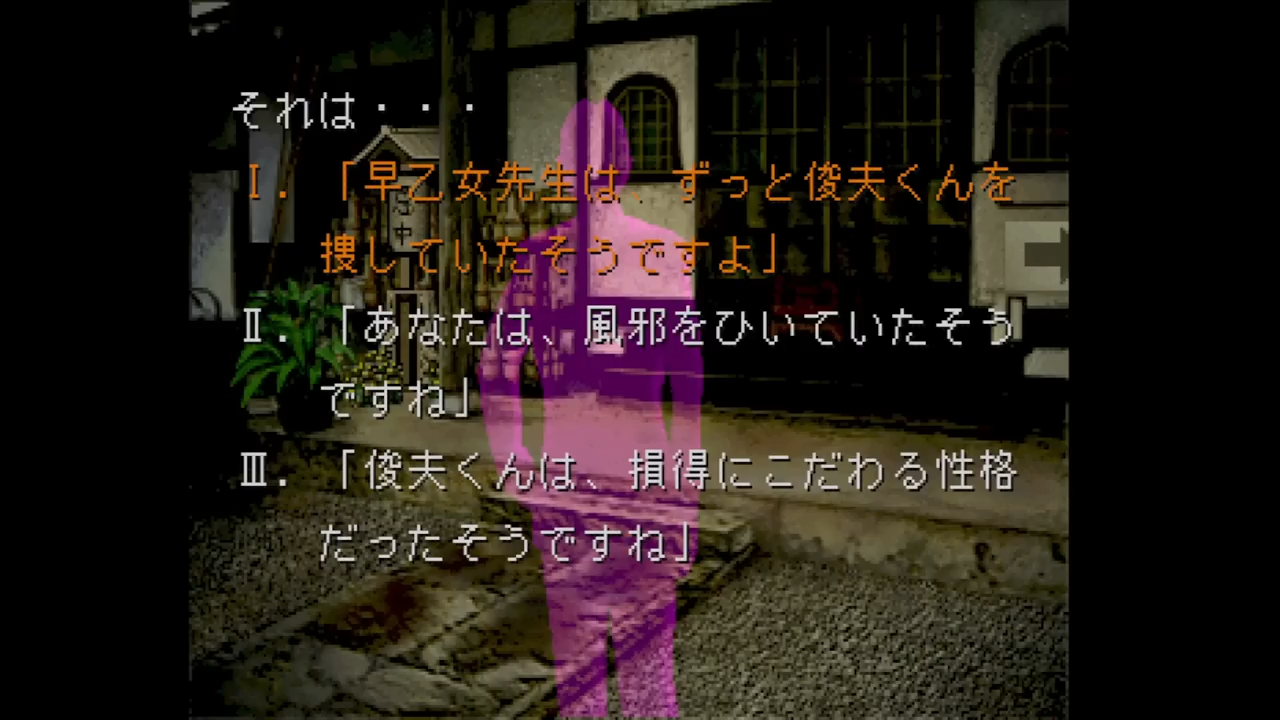 それは・・・
Ⅰ. 「早乙女先生は、ずっと俊夫くんを
捜していたそうですよ」
Ⅱ. 「あなたは、風邪をひいていたそう
ですね」
Ⅲ. 「俊夫くんは、損得にこだわる性格
だったそうですね」